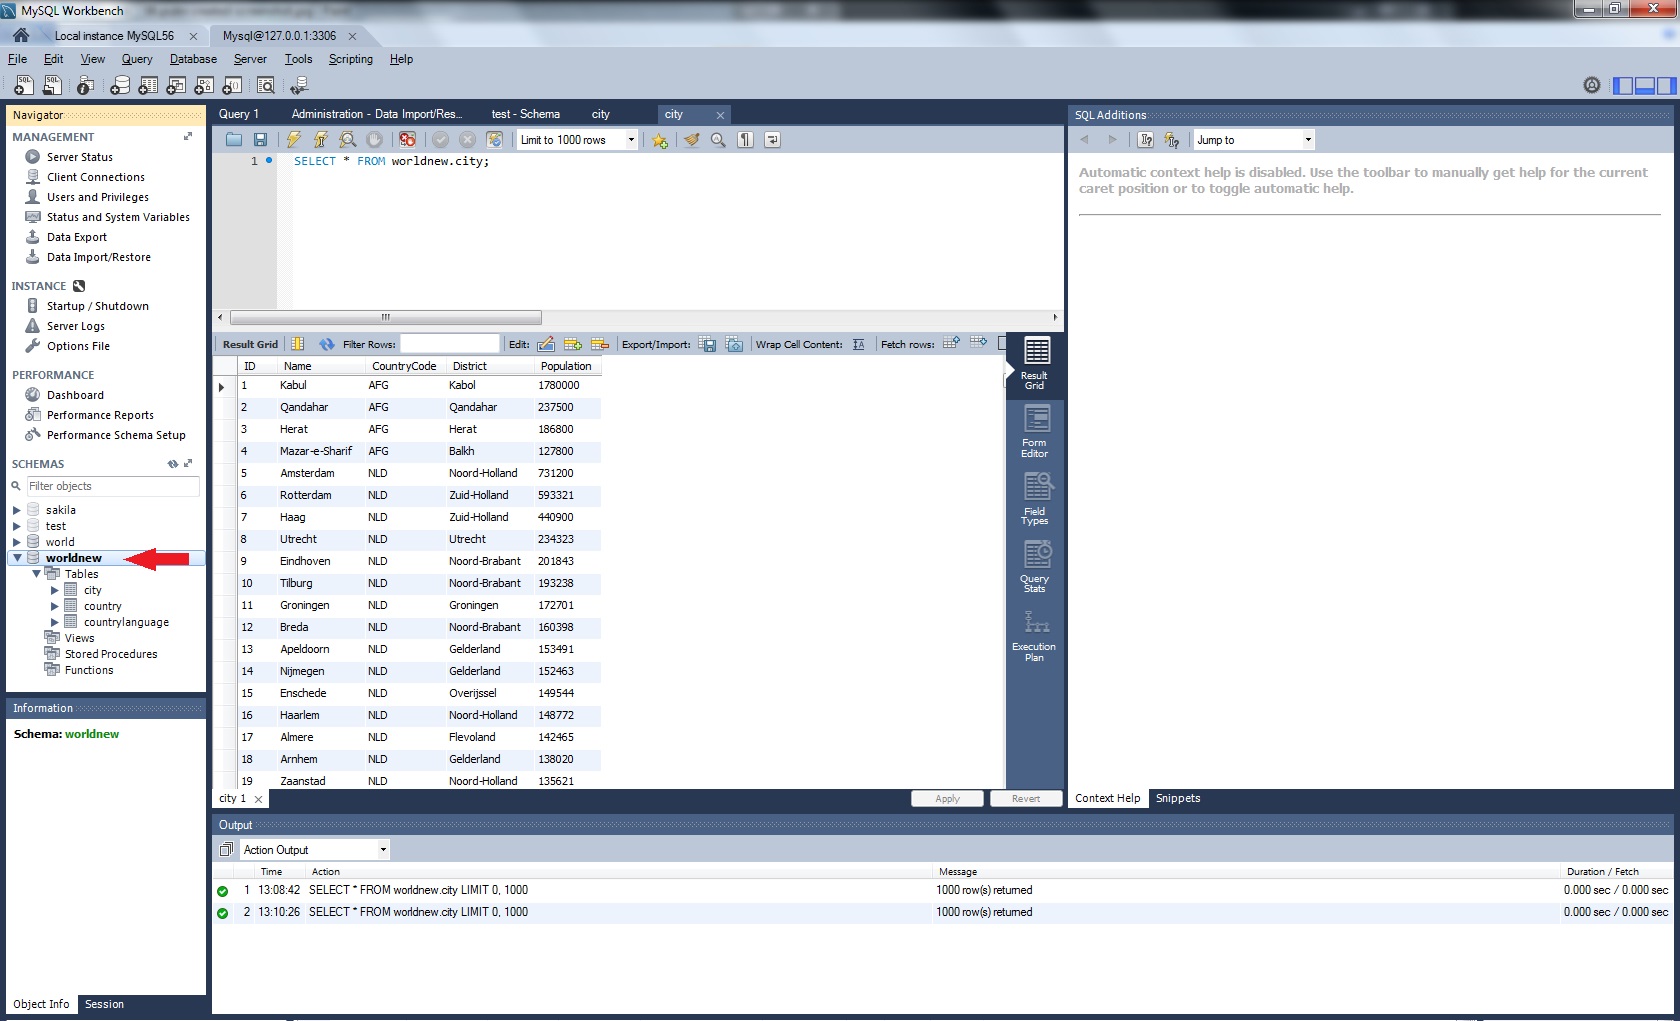 MySQL Workbench
Local instance MySQL56
Mysql@127.0.0.1:3306
File Edit View Query Database Server Tools Scripting Help
Navigator
MANAGEMENT
Server Status
Client Connections
Users and Privileges
Status and System Variables
Data Export
Data Import/Restore
INSTANCE
Startup / Shutdown
Server Logs
Options File
PERFORMANCE
Dashboard
Performance Reports
Performance Schema Setup
SCHEMAS
Filter objects
sakila
test
world
worldnew
Tables
city
country
countrylanguage
Views
Stored Procedures
Functions
Information
Schema: worldnew
Object Info Session
Query 1 Administration - Data Import/Res... test - Schema city city
Limit to 1000 rows
1 SELECT * FROM worldnew.city;
Result Grid Filter Rows: Edit: Export/Import: Wrap Cell Content: Fetch rows:
ID Name CountryCode District Population
1 Kabul AFG Kabol 1780000
2 Qandahar AFG Qandahar 237500
3 Herat AFG Herat 186800
4 Mazar-e-Sharif AFG Balkh 127800
5 Amsterdam NLD Noord-Holland 731200
6 Rotterdam NLD Zuid-Holland 593321
7 Haag NLD Zuid-Holland 440900
8 Utrecht NLD Utrecht 234323
9 Eindhoven NLD Noord-Brabant 201843
10 Tilburg NLD Noord-Brabant 193238
11 Groningen NLD Groningen 172701
12 Breda NLD Noord-Brabant 160398
13 Apeldoorn NLD Gelderland 153491
14 Nijmegen NLD Gelderland 152463
15 Enschede NLD Overijssel 149544
16 Haarlem NLD Noord-Holland 148772
17 Almere NLD Flevoland 142465
18 Arnhem NLD Gelderland 138020
19 Zaanstad NLD Noord-Holland 135621
Result
Grid
Form
Editor
Field
Types
Query
Stats
Execution
Plan
city 1
Apply Revert
SQL Additions
Jump to
Automatic context help is disabled. Use the toolbar to manually get help for the current
caret position or to toggle automatic help.
Context Help Snippets
Output
Action Output
Time Action Message Duration / Fetch
1 13:08:42 SELECT * FROM worldnew.city LIMIT 0, 1000 1000 row(s) returned 0.000 sec / 0.000 sec
2 13:10:26 SELECT * FROM worldnew.city LIMIT 0, 1000 1000 row(s) returned 0.000 sec / 0.000 sec